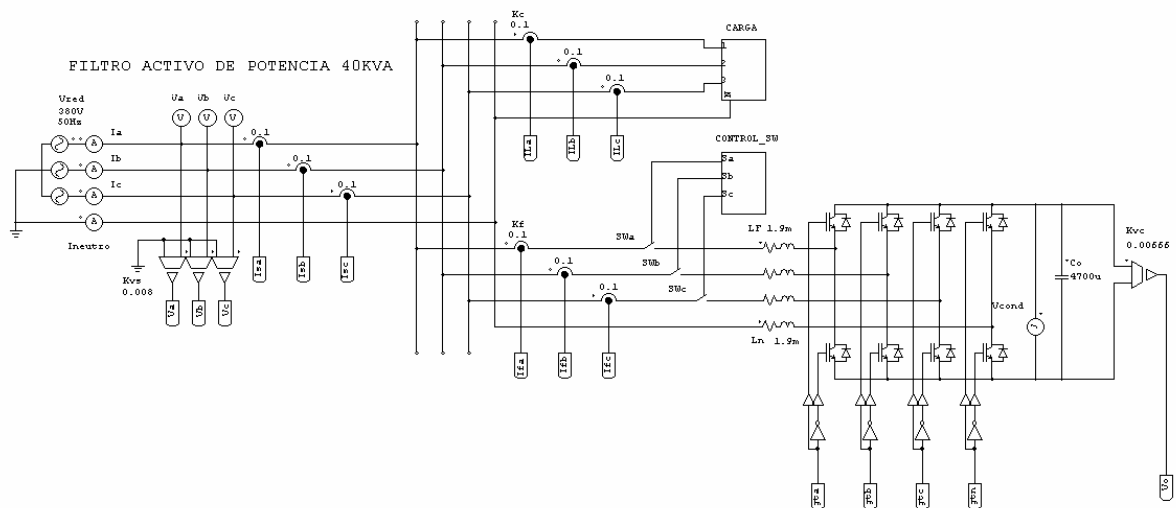 FILTRO ACTIVO DE POTENCIA 40KVA
Vred
380V
50Hz
Va
Vb
Vc
Ia
Ib
Ic
Ineutro
0.1
0.1
0.1
Isa
Isb
Isc
Kvs
0.008
Va
Vb
Vc
Kc
0.1
0.1
0.1
ILa
ILb
ILc
CARGA
1
2
3
N
CONTROL_SW
Sa
Sb
Sc
Kf
0.1
0.1
0.1
Ifa
Ifb
Ifc
SWa
SWb
SWc
LF 1.9m
Ln 1.9m
Vcond
Co
4700u
Kvc
0.00666
Vo